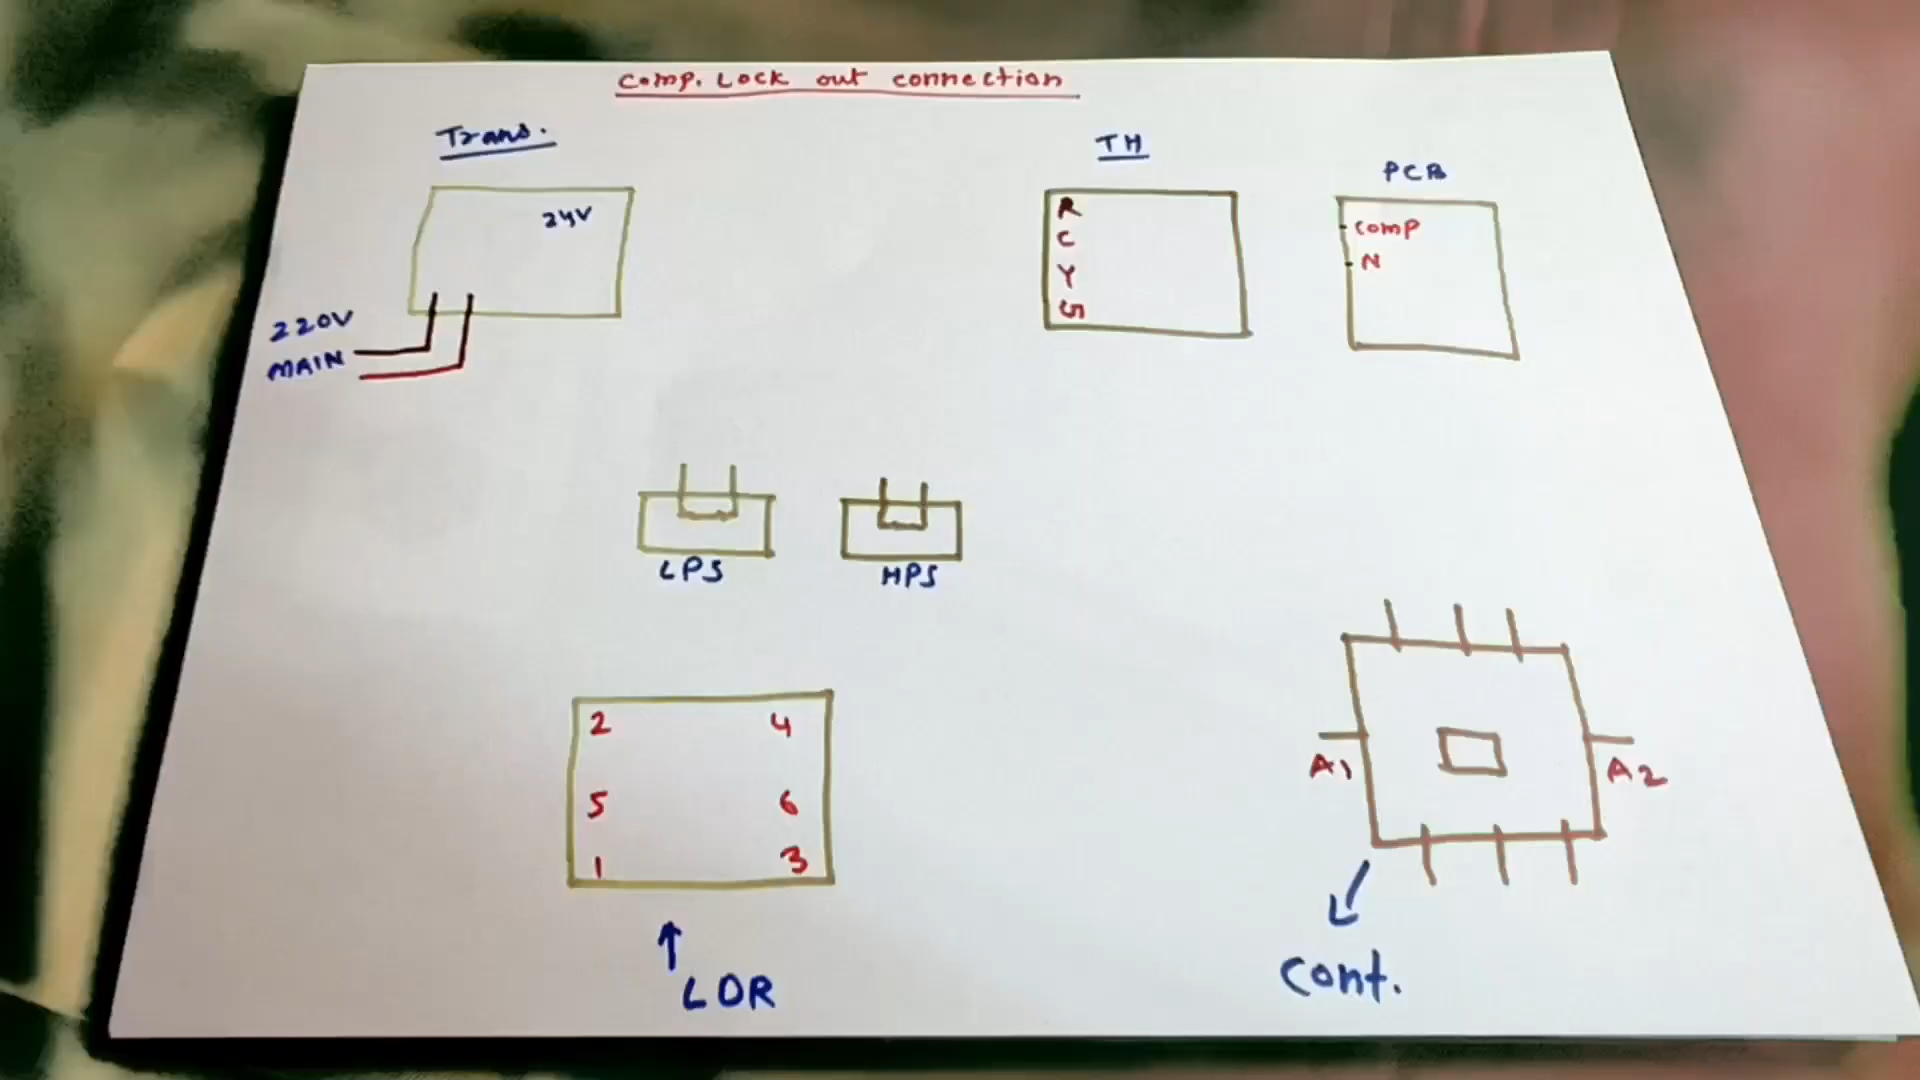 comp. Lock out connection
Trans.
24V
220V
MAIN
TH
R
C
Y
G
PCB
comp
N
LPS
HPS
2 4
5 6
1 3
LOR
A1 A2
Cont.